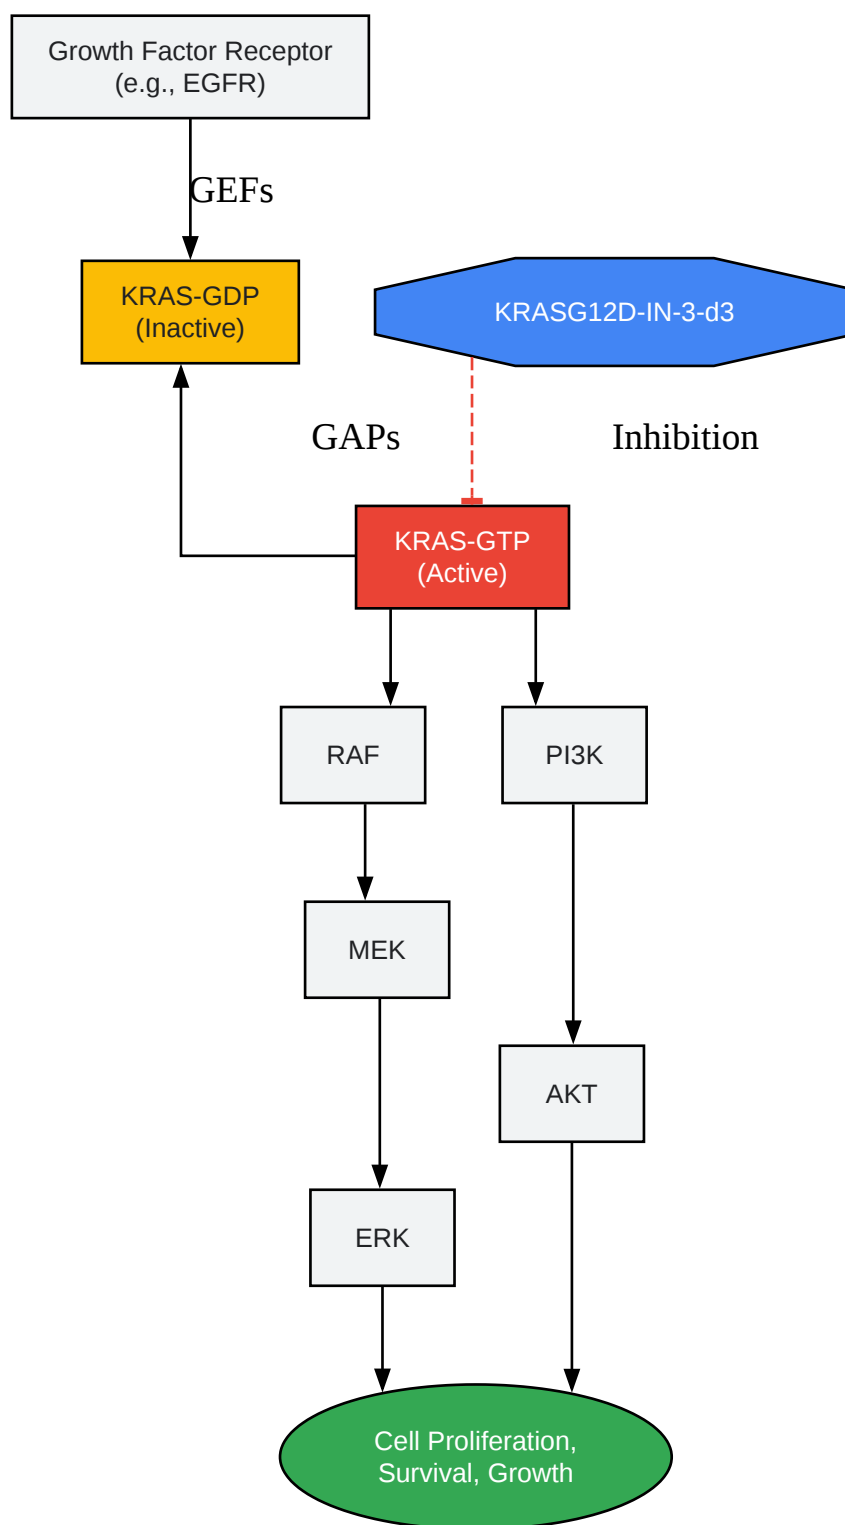 Growth Factor Receptor
(e.g., EGFR)
GEFs
KRAS-GDP
(Inactive)
KRASG12D-IN-3-d3
GAPs
Inhibition
KRAS-GTP
(Active)
RAF
PI3K
MEK
AKT
ERK
Cell Proliferation,
Survival, Growth